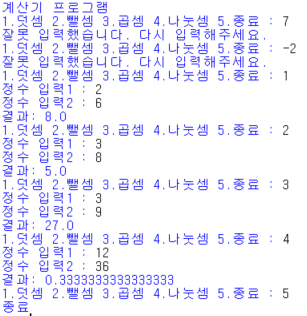 계산기 프로그램
1.덧셈 2.뺄셈 3.곱셈 4.나눗셈 5.종료 : 7
잘못 입력했습니다. 다시 입력해주세요.
1.덧셈 2.뺄셈 3.곱셈 4.나눗셈 5.종료 : -2
잘못 입력했습니다. 다시 입력해주세요.
1.덧셈 2.뺄셈 3.곱셈 4.나눗셈 5.종료 : 1
정수 입력1 : 2
정수 입력2 : 6
결과: 8.0
1.덧셈 2.뺄셈 3.곱셈 4.나눗셈 5.종료 : 2
정수 입력1 : 3
정수 입력2 : 8
결과: 5.0
1.덧셈 2.뺄셈 3.곱셈 4.나눗셈 5.종료 : 3
정수 입력1 : 3
정수 입력2 : 9
결과: 27.0
1.덧셈 2.뺄셈 3.곱셈 4.나눗셈 5.종료 : 4
정수 입력1 : 12
정수 입력2 : 36
결과: 0.3333333333333333
1.덧셈 2.뺄셈 3.곱셈 4.나눗셈 5.종료 : 5
종료